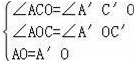 ∠ACO=∠A′ C′ O
∠AOC=∠A′ OC′
AO=A′ O